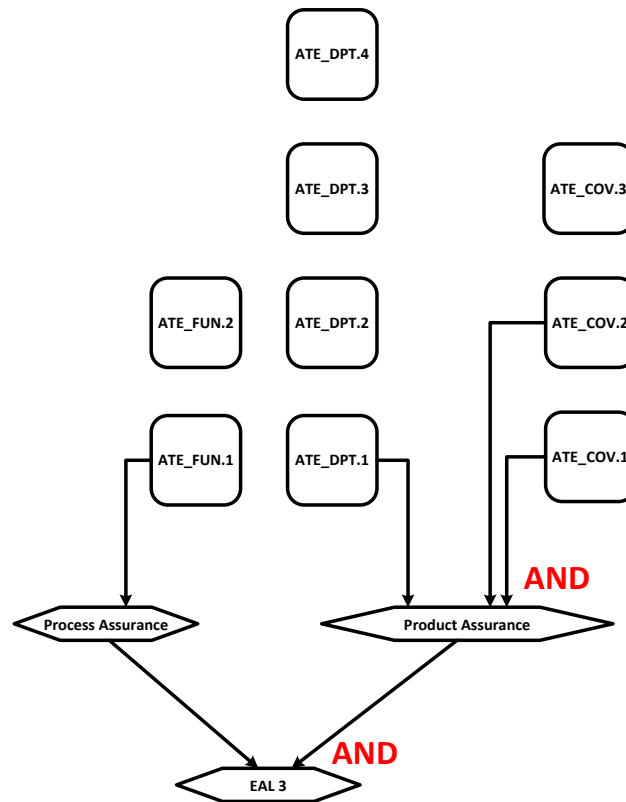 ATE_DPT.4
ATE_DPT.3
ATE_COV.3
ATE_FUN.2
ATE_DPT.2
ATE_COV.2
ATE_FUN.1
ATE_DPT.1
ATE_COV.1
AND
Process Assurance
Product Assurance
AND
EAL 3